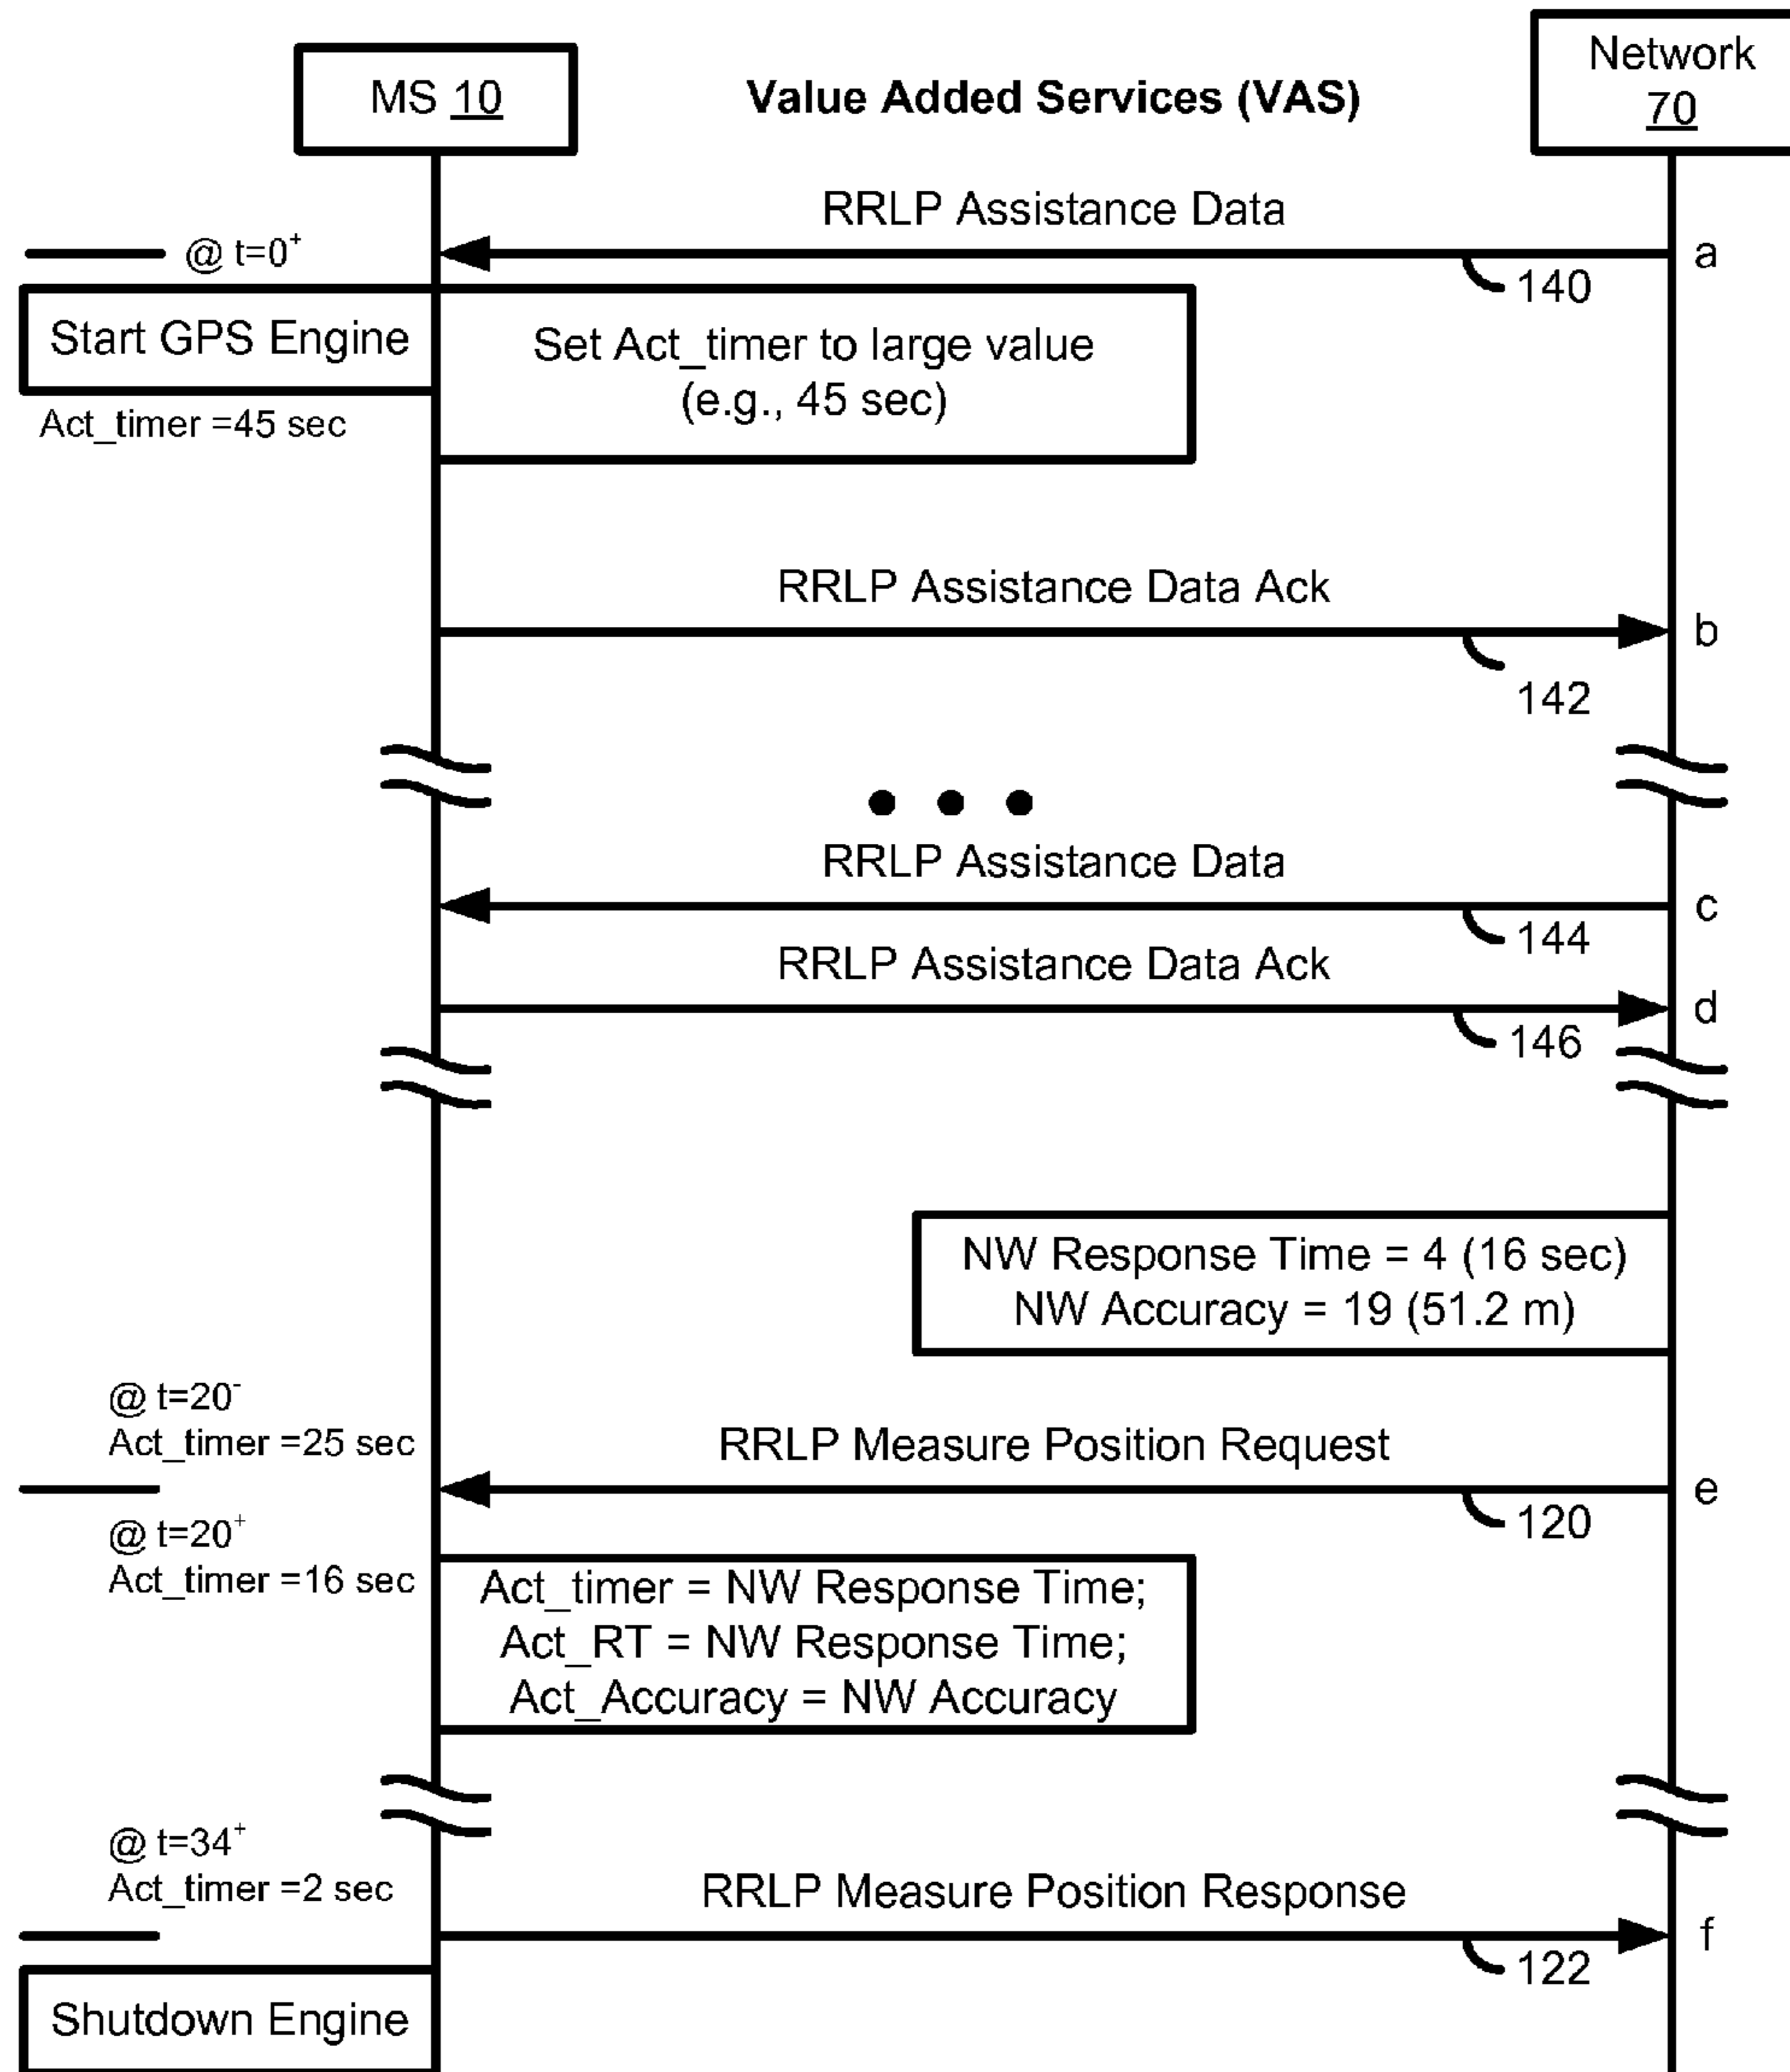 MS 10
Value Added Services (VAS)
Network
70
RRLP Assistance Data
@ t=0⁺
a
140
Start GPS Engine
Set Act_timer to large value
(e.g., 45 sec)
Act_timer =45 sec
RRLP Assistance Data Ack
b
142
• • •
RRLP Assistance Data
c
144
RRLP Assistance Data Ack
d
146
NW Response Time = 4 (16 sec)
NW Accuracy = 19 (51.2 m)
@ t=20⁻
Act_timer =25 sec
RRLP Measure Position Request
e
120
@ t=20⁺
Act_timer =16 sec
Act_timer = NW Response Time;
Act_RT = NW Response Time;
Act_Accuracy = NW Accuracy
@ t=34⁺
Act_timer =2 sec
RRLP Measure Position Response
f
122
Shutdown Engine